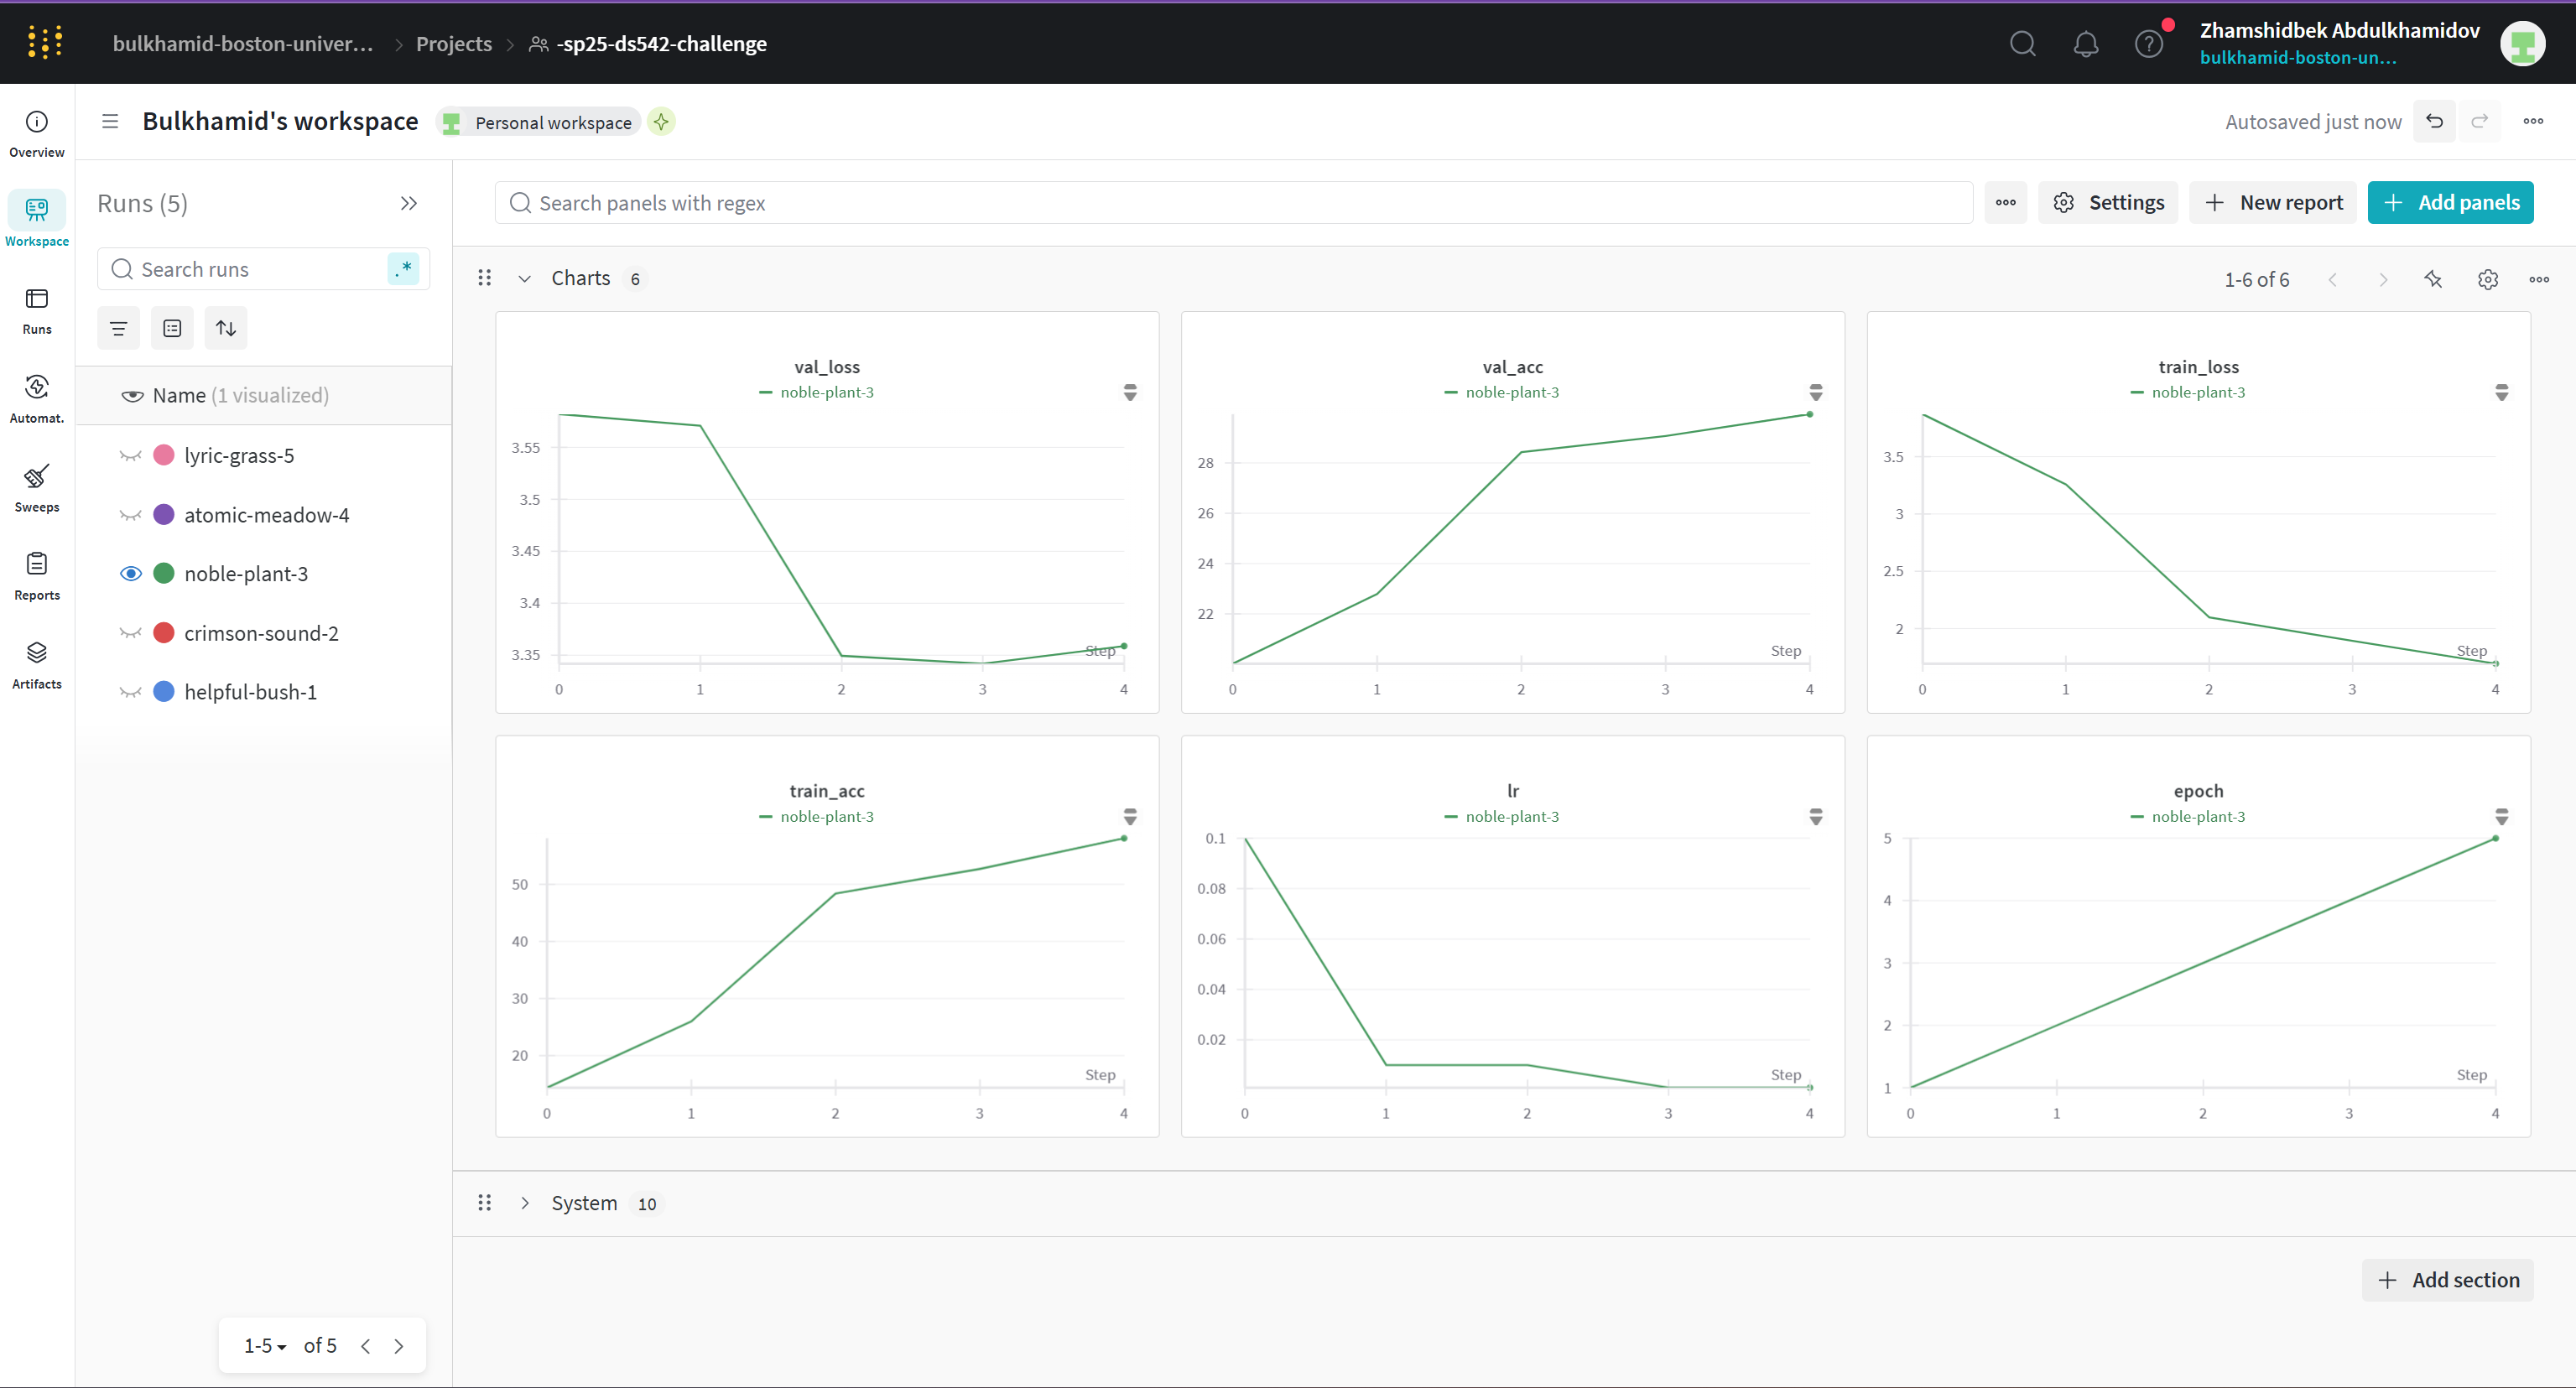 bulkhamid-boston-univer... > Projects > -sp25-ds542-challenge
Zhamshidbek Abdulkhamidov
bulkhamid-boston-un...
Overview
Workspace
Runs
Automat.
Sweeps
Reports
Artifacts
Bulkhamid's workspace
Personal workspace
Autosaved just now
Runs (5)
Search runs
.*
Name (1 visualized)
lyric-grass-5
atomic-meadow-4
noble-plant-3
crimson-sound-2
helpful-bush-1
1-5 of 5
Search panels with regex
Settings
New report
Add panels
Charts 6
1-6 of 6
val_loss
noble-plant-3
3.55
3.5
3.45
3.4
3.35
Step
0 1 2 3 4
val_acc
noble-plant-3
28
26
24
22
Step
0 1 2 3 4
train_loss
noble-plant-3
3.5
3
2.5
2
Step
0 1 2 3 4
train_acc
noble-plant-3
50
40
30
20
Step
0 1 2 3 4
lr
noble-plant-3
0.1
0.08
0.06
0.04
0.02
Step
0 1 2 3 4
epoch
noble-plant-3
5
4
3
2
1
Step
0 1 2 3 4
System 10
Add section